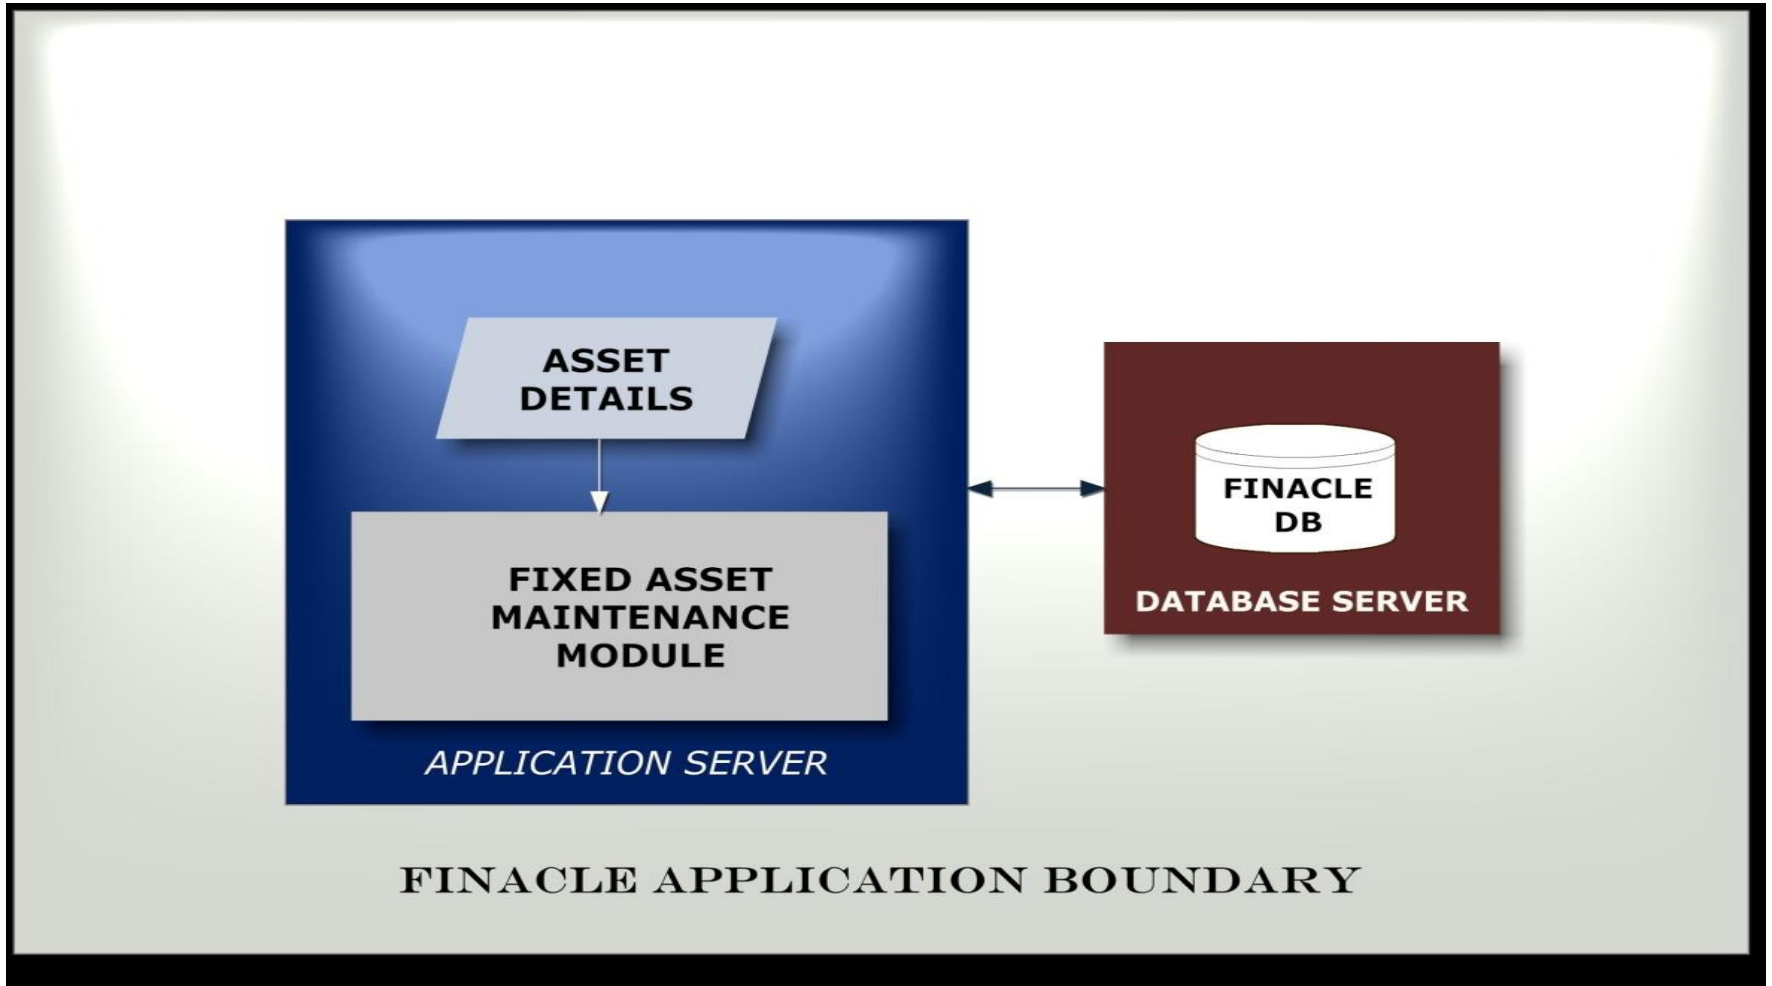 ASSET
DETAILS
FIXED ASSET
MAINTENANCE
MODULE
APPLICATION SERVER
FINACLE
DB
DATABASE SERVER
FINACLE APPLICATION BOUNDARY